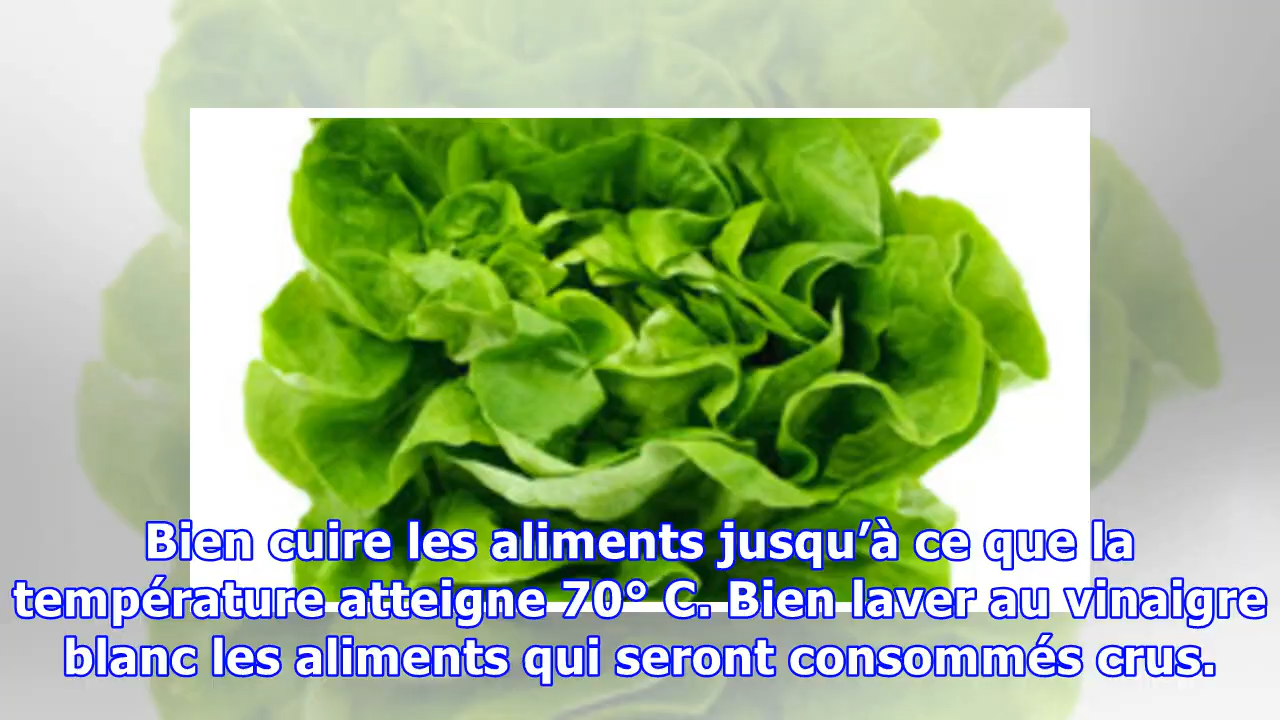 Bien cuire les aliments jusqu’à ce que la
température atteigne 70° C. Bien laver au vinaigre
blanc les aliments qui seront consommés crus.